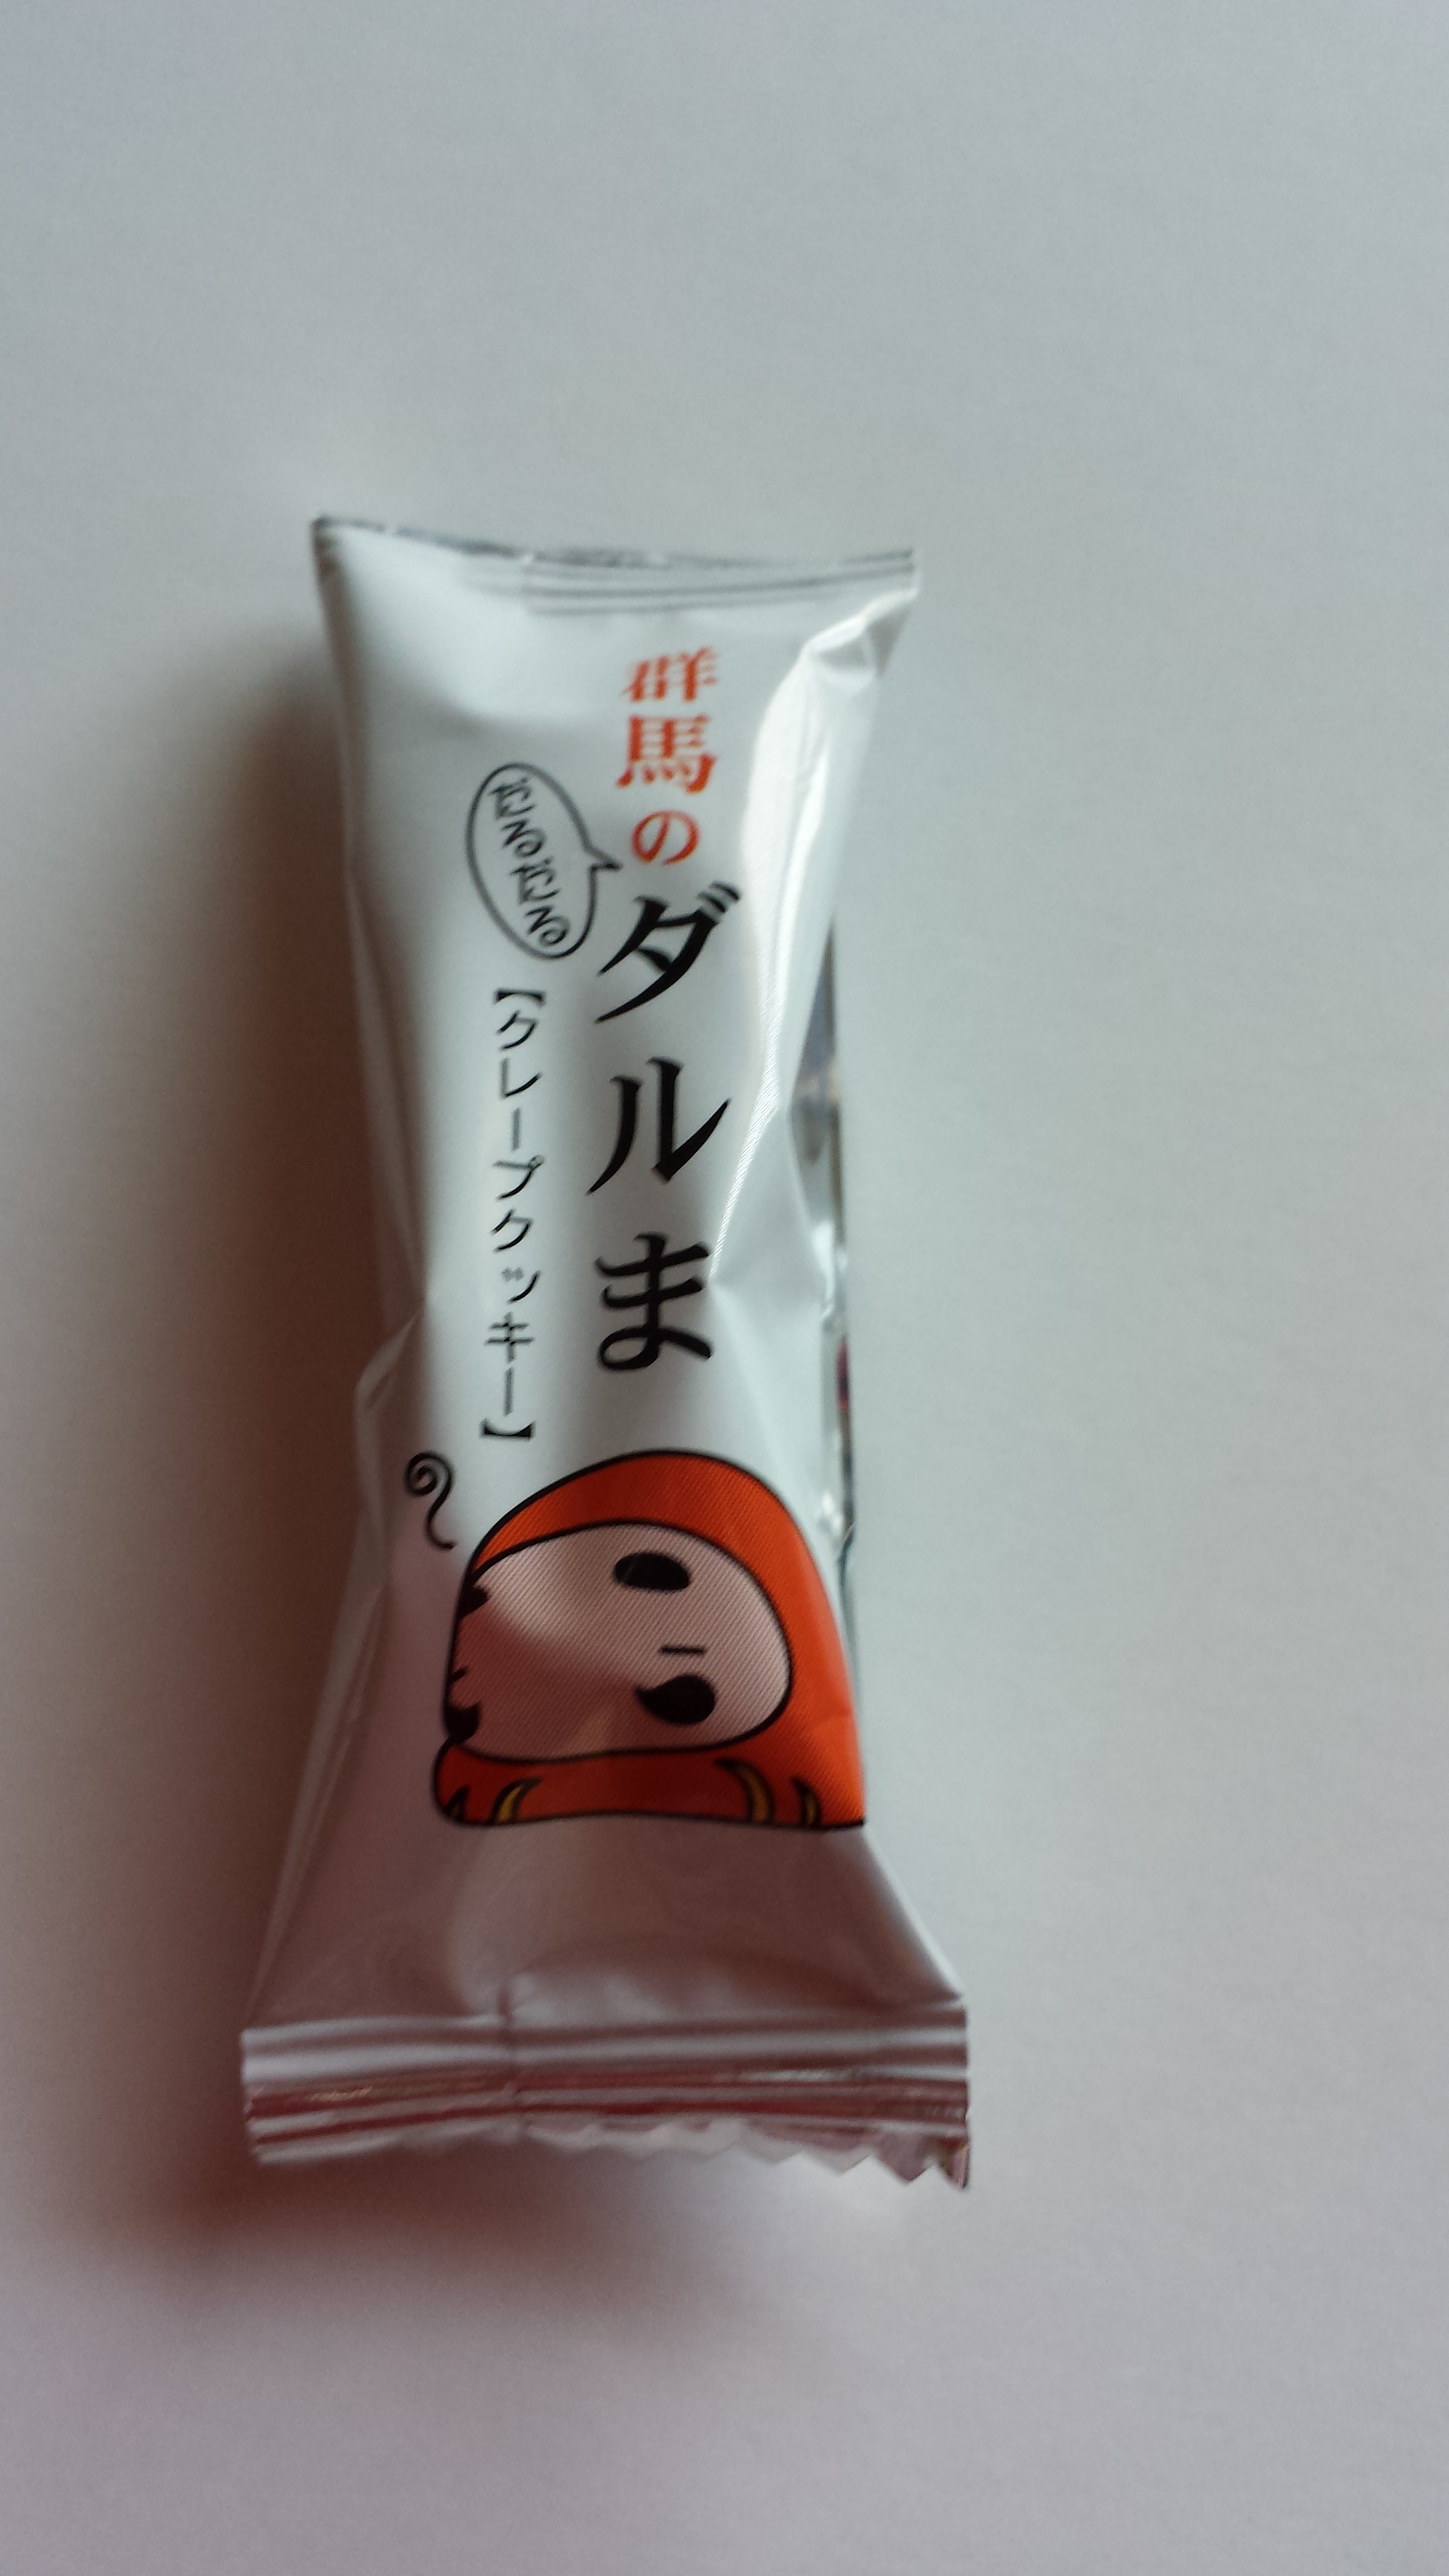 群馬のダルま
だるだる
【クレープクッキー】